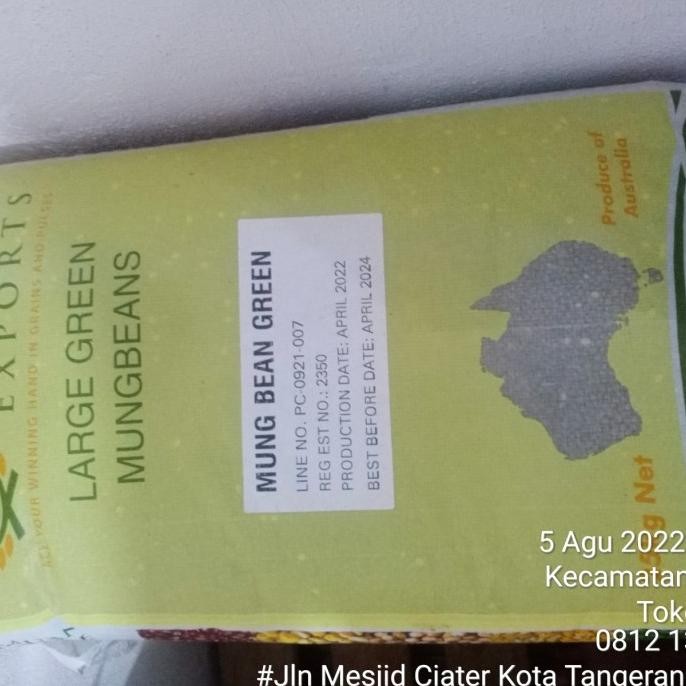 EXPORTS
YOUR WINNING HAND IN GRAINS AND PULSES
LARGE GREEN
MUNGBEANS
MUNG BEAN GREEN
LINE NO. PC-0921-007
REG EST NO.: 2350
PRODUCTION DATE: APRIL 2022
BEST BEFORE DATE: APRIL 2024
Produce of
Australia
Net
5 Agu 2022
Kecamatan
Tok
0812 1
#Jln Mesjid Ciater Kota Tangeran